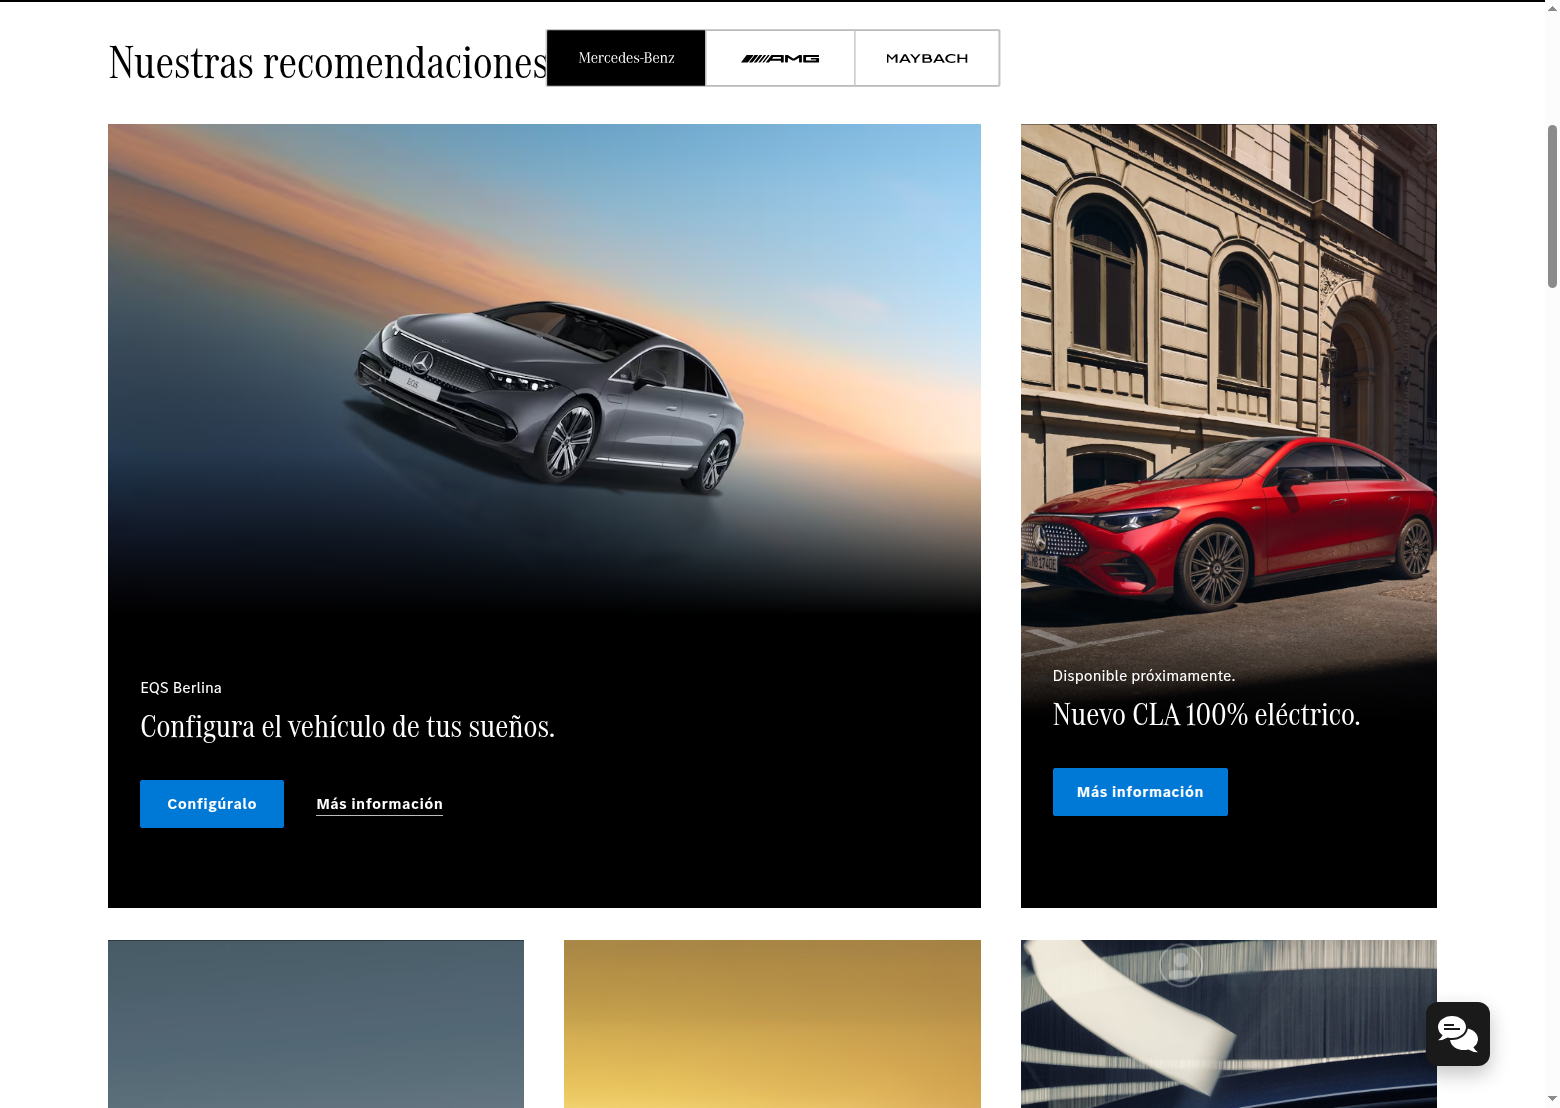 Nuestras recomendaciones
Mercedes-Benz
AMG
MAYBACH
EQS
EQS Berlina
Configura el vehículo de tus sueños.
Configúralo
Más información
Disponible próximamente.
Nuevo CLA 100% eléctrico.
Más información